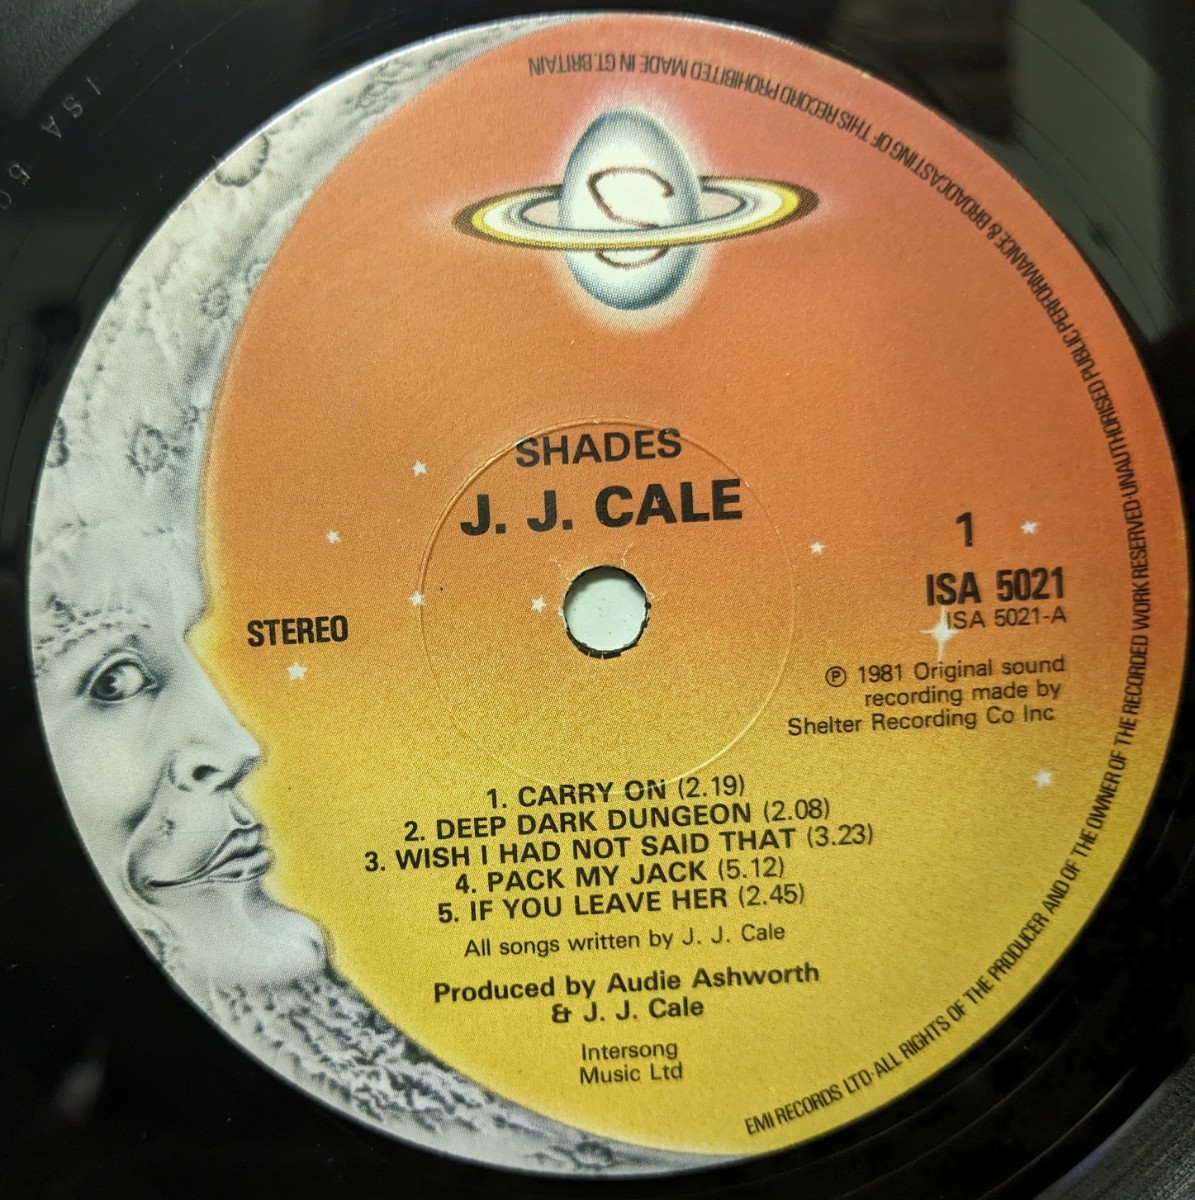 SHADES
J. J. CALE
1
ISA 5021
ISA 5021-A
STEREO
℗ 1981 Original sound
recording made by
Shelter Recording Co Inc
1. CARRY ON (2.19)
2. DEEP DARK DUNGEON (2.08)
3. WISH I HAD NOT SAID THAT (3.23)
4. PACK MY JACK (5.12)
5. IF YOU LEAVE HER (2.45)
All songs written by J. J. Cale
Produced by Audie Ashworth
& J. J. Cale
Intersong
Music Ltd
EMI RECORDS LTD·ALL RIGHTS OF THE PRODUCER AND OF THE OWNER OF THE RECORDED WORK RESERVED·UNAUTHORISED PUBLIC PERFORMANCE & BROADCASTING OF THIS RECORD PROHIBITED MADE IN GT. BRITAIN
ISA